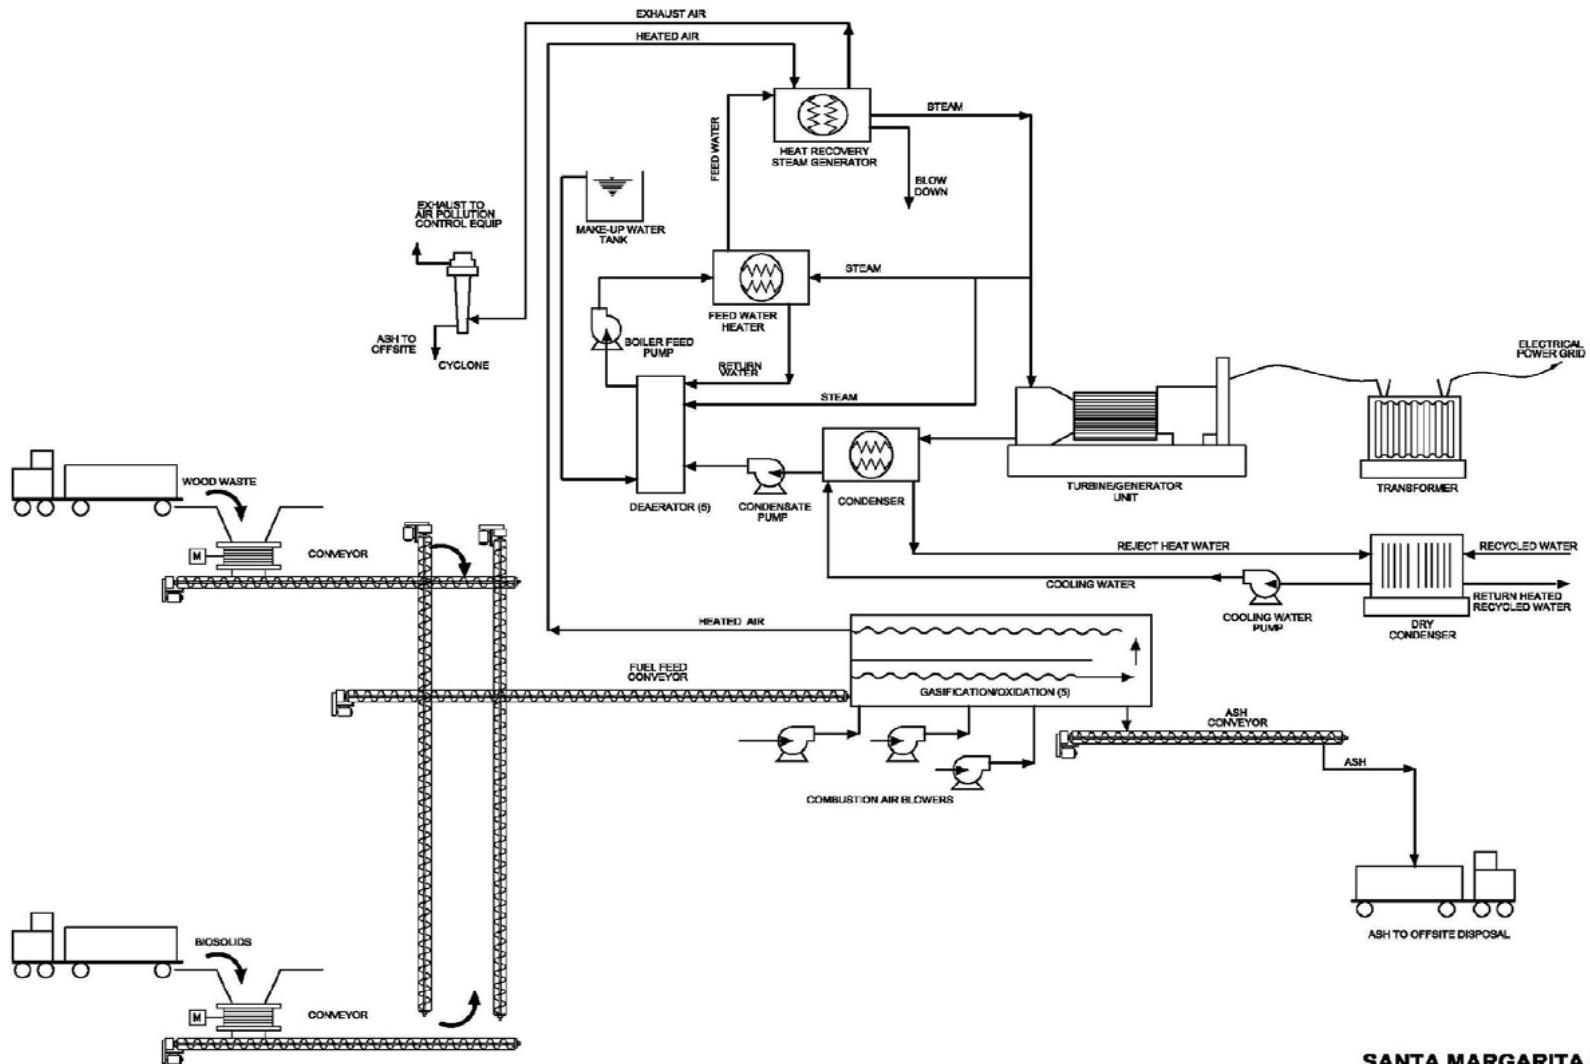 EXHAUST AIR
HEATED AIR
STEAM
FEED WATER
HEAT RECOVERY
STEAM GENERATOR
BLOW
DOWN
EXHAUST TO
AIR POLLUTION
CONTROL EQUIP
MAKE-UP WATER
TANK
STEAM
FEED WATER
HEATER
ASH TO
OFFSITE
CYCLONE
BOILER FEED
PUMP
RETURN
WATER
STEAM
ELECTRICAL
POWER GRID
WOOD WASTE
DEAERATOR (5)
CONDENSATE
PUMP
CONDENSER
TURBINE/GENERATOR
UNIT
TRANSFORMER
M
CONVEYOR
REJECT HEAT WATER
RECYCLED WATER
COOLING WATER
RETURN HEATED
RECYCLED WATER
COOLING WATER
PUMP
DRY
CONDENSER
HEATED AIR
FUEL FEED
CONVEYOR
GASIFICATION/OXIDATION (5)
ASH
CONVEYOR
ASH
COMBUSTION AIR BLOWERS
ASH TO OFFSITE DISPOSAL
BIOSOLIDS
M
CONVEYOR
SANTA MARGARITA